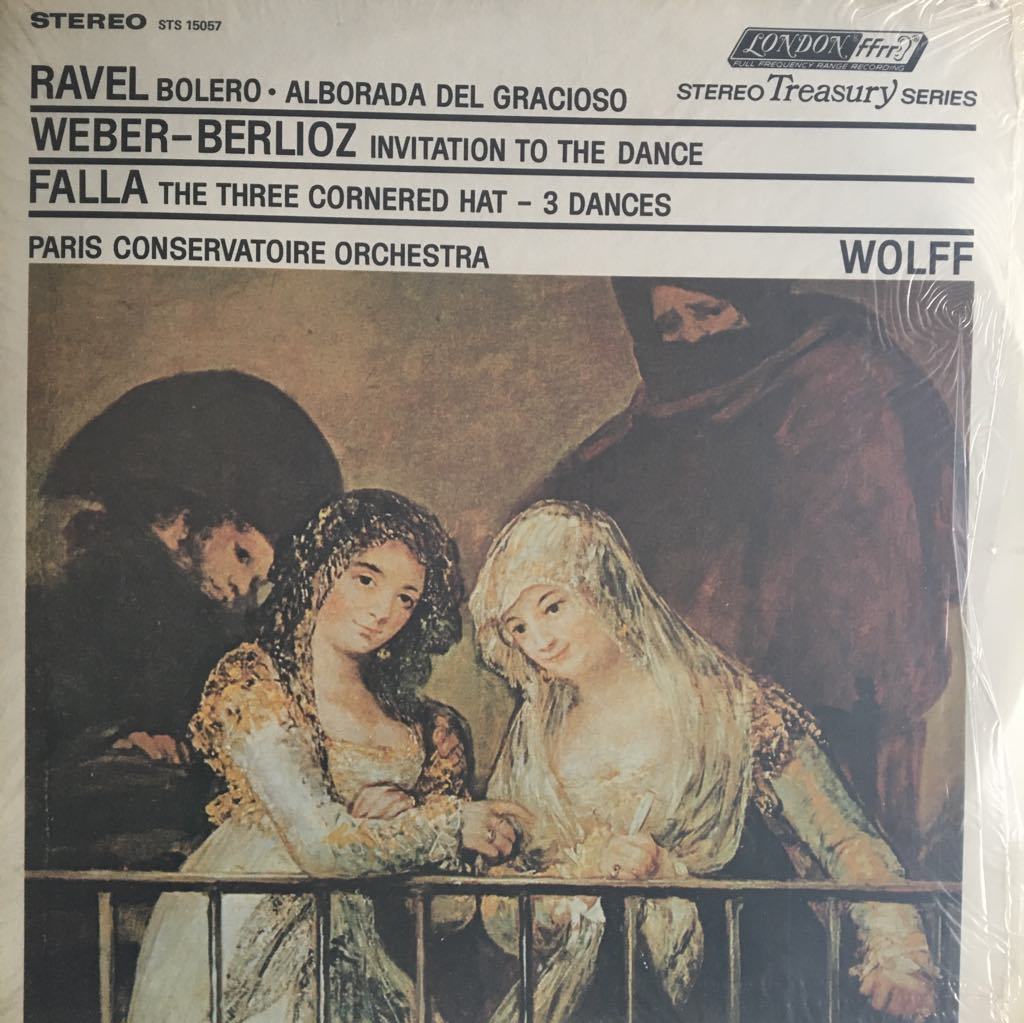 STEREO STS 15057
LONDON ffrr
FULL FREQUENCY RANGE RECORDING
STEREO Treasury SERIES
RAVEL BOLERO • ALBORADA DEL GRACIOSO
WEBER-BERLIOZ INVITATION TO THE DANCE
FALLA THE THREE CORNERED HAT - 3 DANCES
PARIS CONSERVATOIRE ORCHESTRA WOLFF